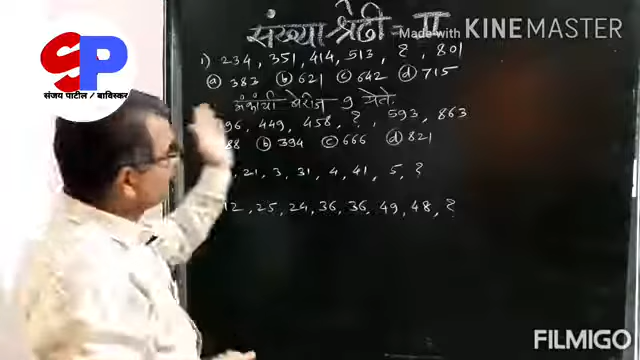 संख्या श्रेढी - II
Made with KINEMASTER
SP
संजय पाटील / बाविस्कर
1) 234, 351, 414, 513, ?, 801
(a) 383 (b) 621 (c) 642 (d) 715
अंकांची बेरीज 9 येते.
96, 449, 458, ?, 593, 863
88 (b) 394 (c) 666 (d) 821
, 21, 3, 31, 4, 41, 5, ?
12, 25, 24, 36, 36, 49, 48, ?
FILMIGO